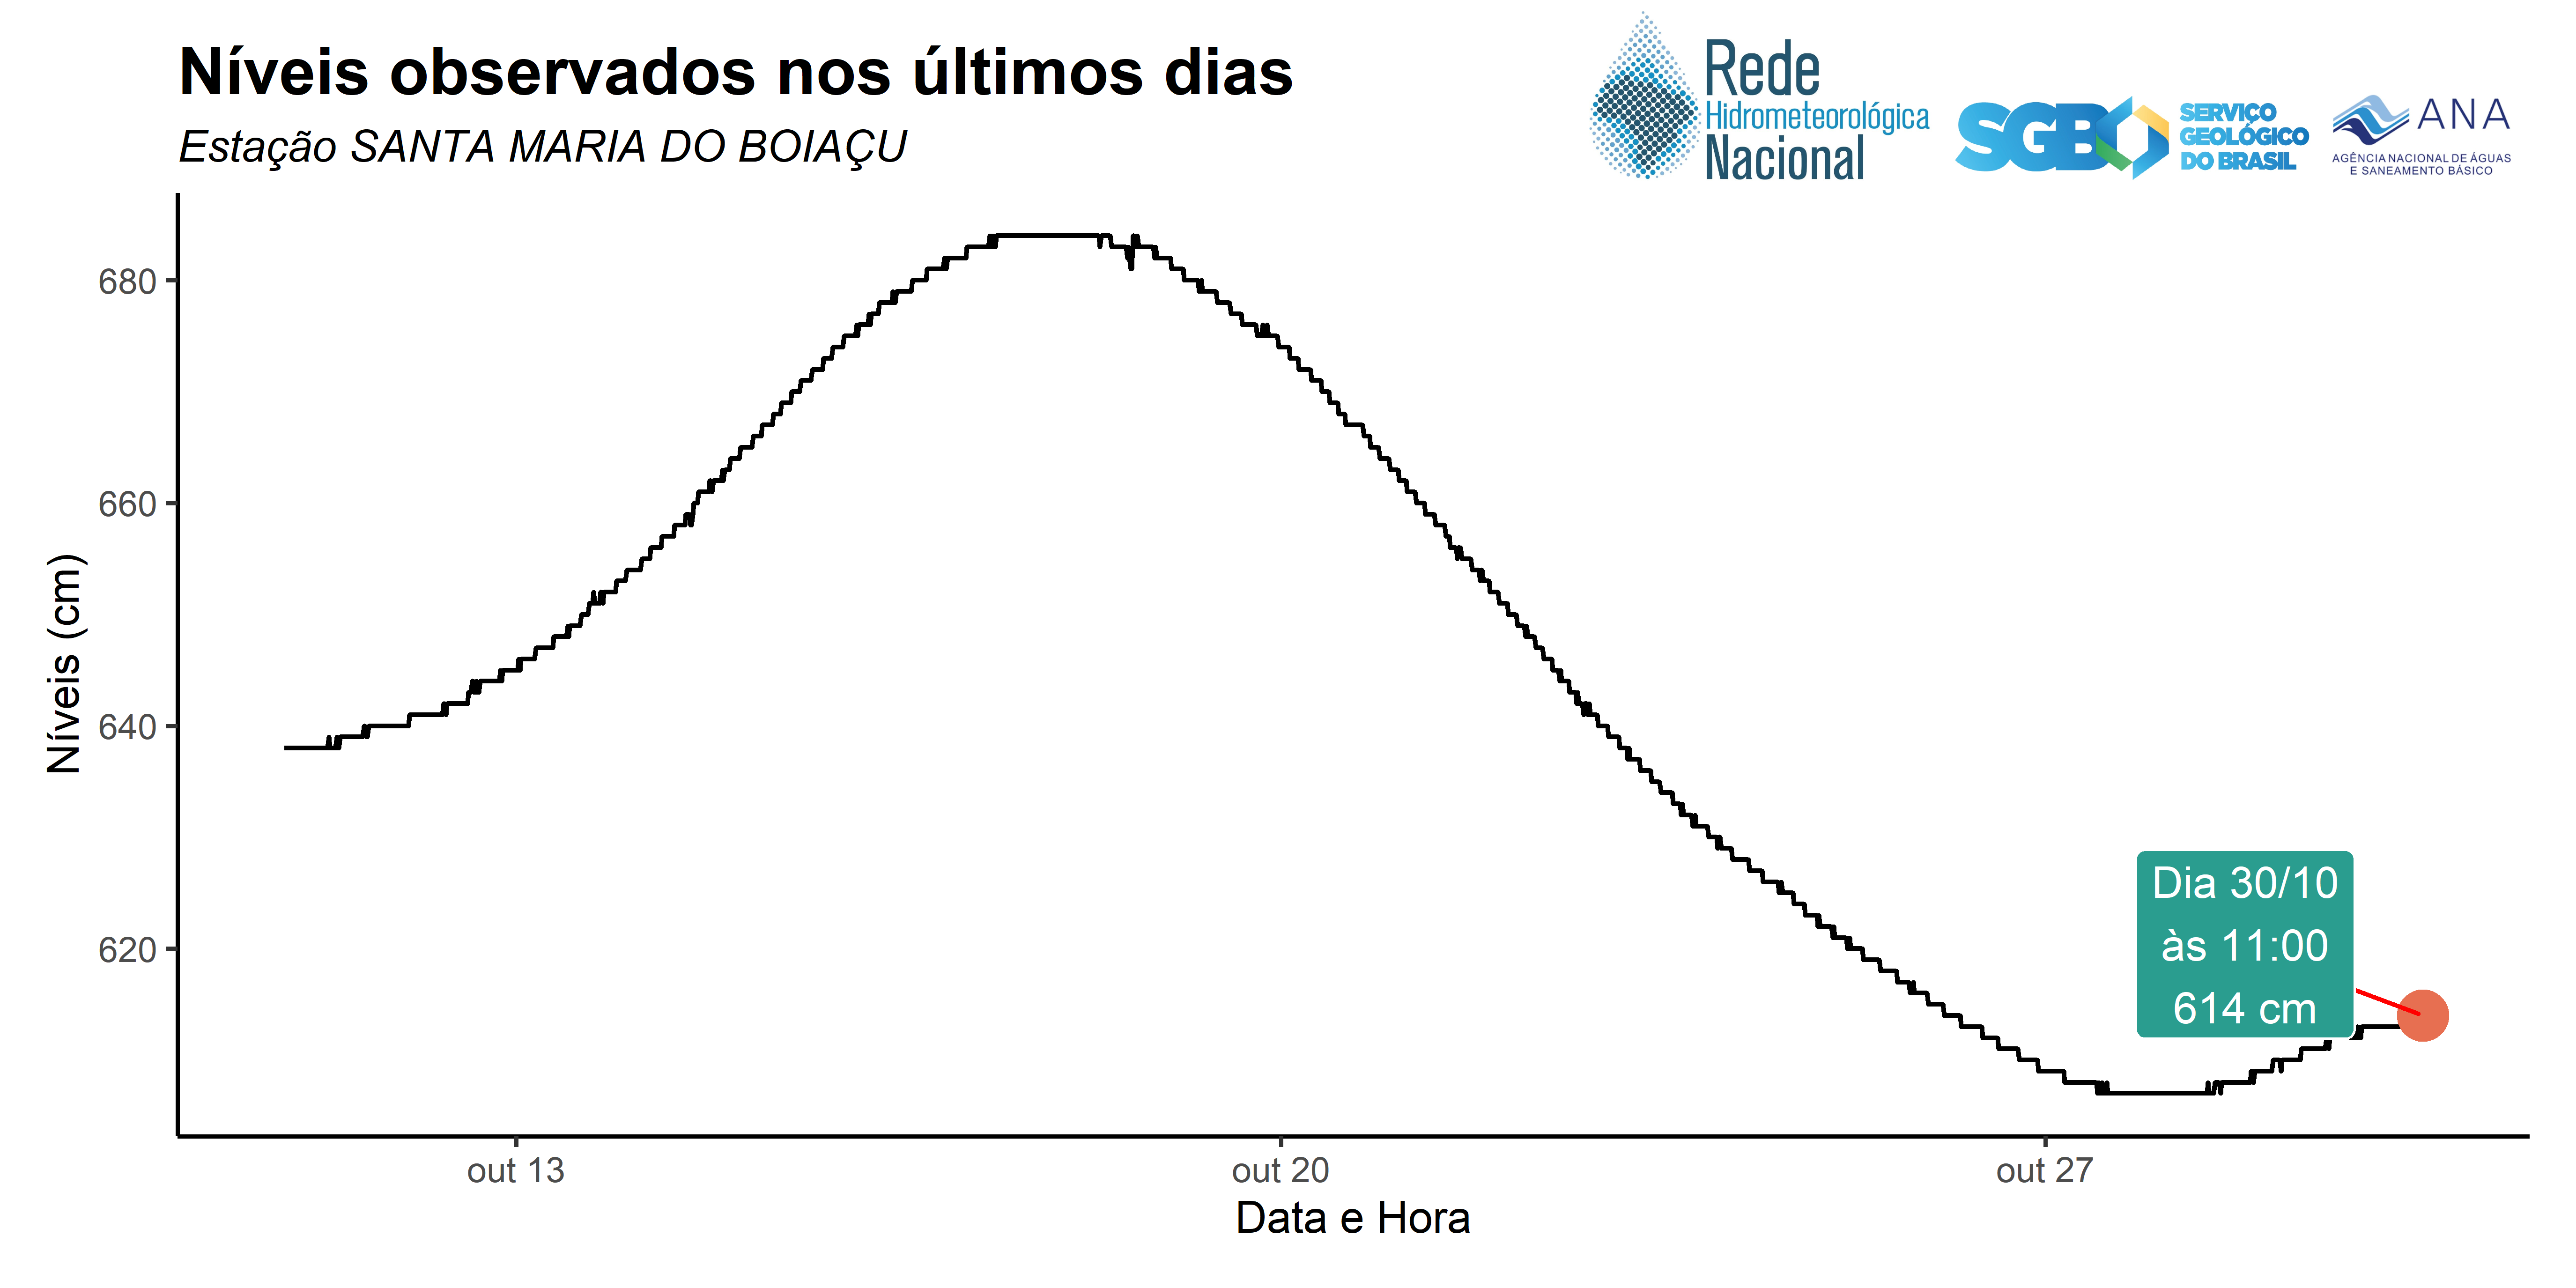 Níveis observados nos últimos dias
Estação SANTA MARIA DO BOIAÇU
Rede
Hidrometeorológica
Nacional
SGB
SERVIÇO
GEOLÓGICO
DO BRASIL
ANA
AGÊNCIA NACIONAL DE ÁGUAS
E SANEAMENTO BÁSICO
Níveis (cm)
680
660
640
620
Dia 30/10
às 11:00
614 cm
out 13
out 20
out 27
Data e Hora